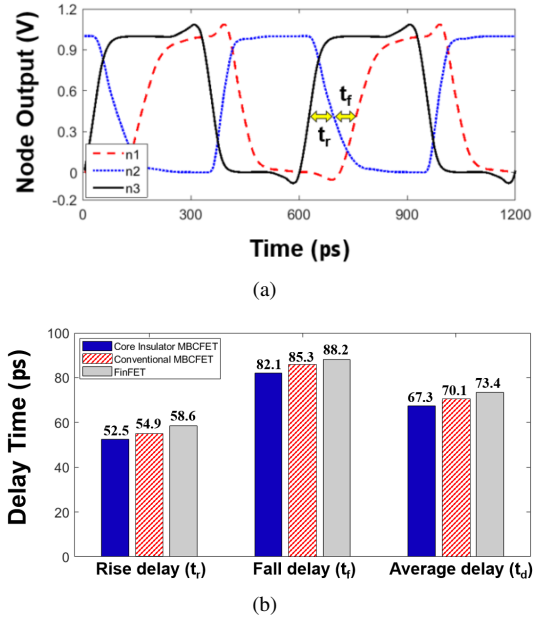 Node Output (V)
1.2
0.9
0.6
0.3
0
-0.2
n1
n2
n3
t_f
t_r
0 300 600 900 1200
Time (ps)
(a)
Delay Time (ps)
100
80
60
40
20
0
Core Insulator MBCFET
Conventional MBCFET
FinFET
52.5 54.9 58.6
82.1 85.3 88.2
67.3 70.1 73.4
Rise delay (t_r) Fall delay (t_f) Average delay (t_d)
(b)